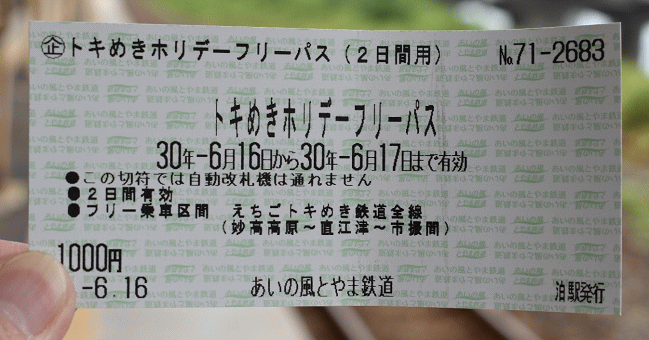 ㊭トキめきホリデーフリーパス(2日間用) №71-2683
トキめきホリデーフリーパス
30年-6月16日から30年-6月17日まで有効
●この切符では自動改札機は通れません
●2日間有効
●フリー乗車区間 えちごトキめき鉄道全線
(妙高高原～直江津～市振間)
1000円
-6.16 あいの風とやま鉄道 泊駅発行